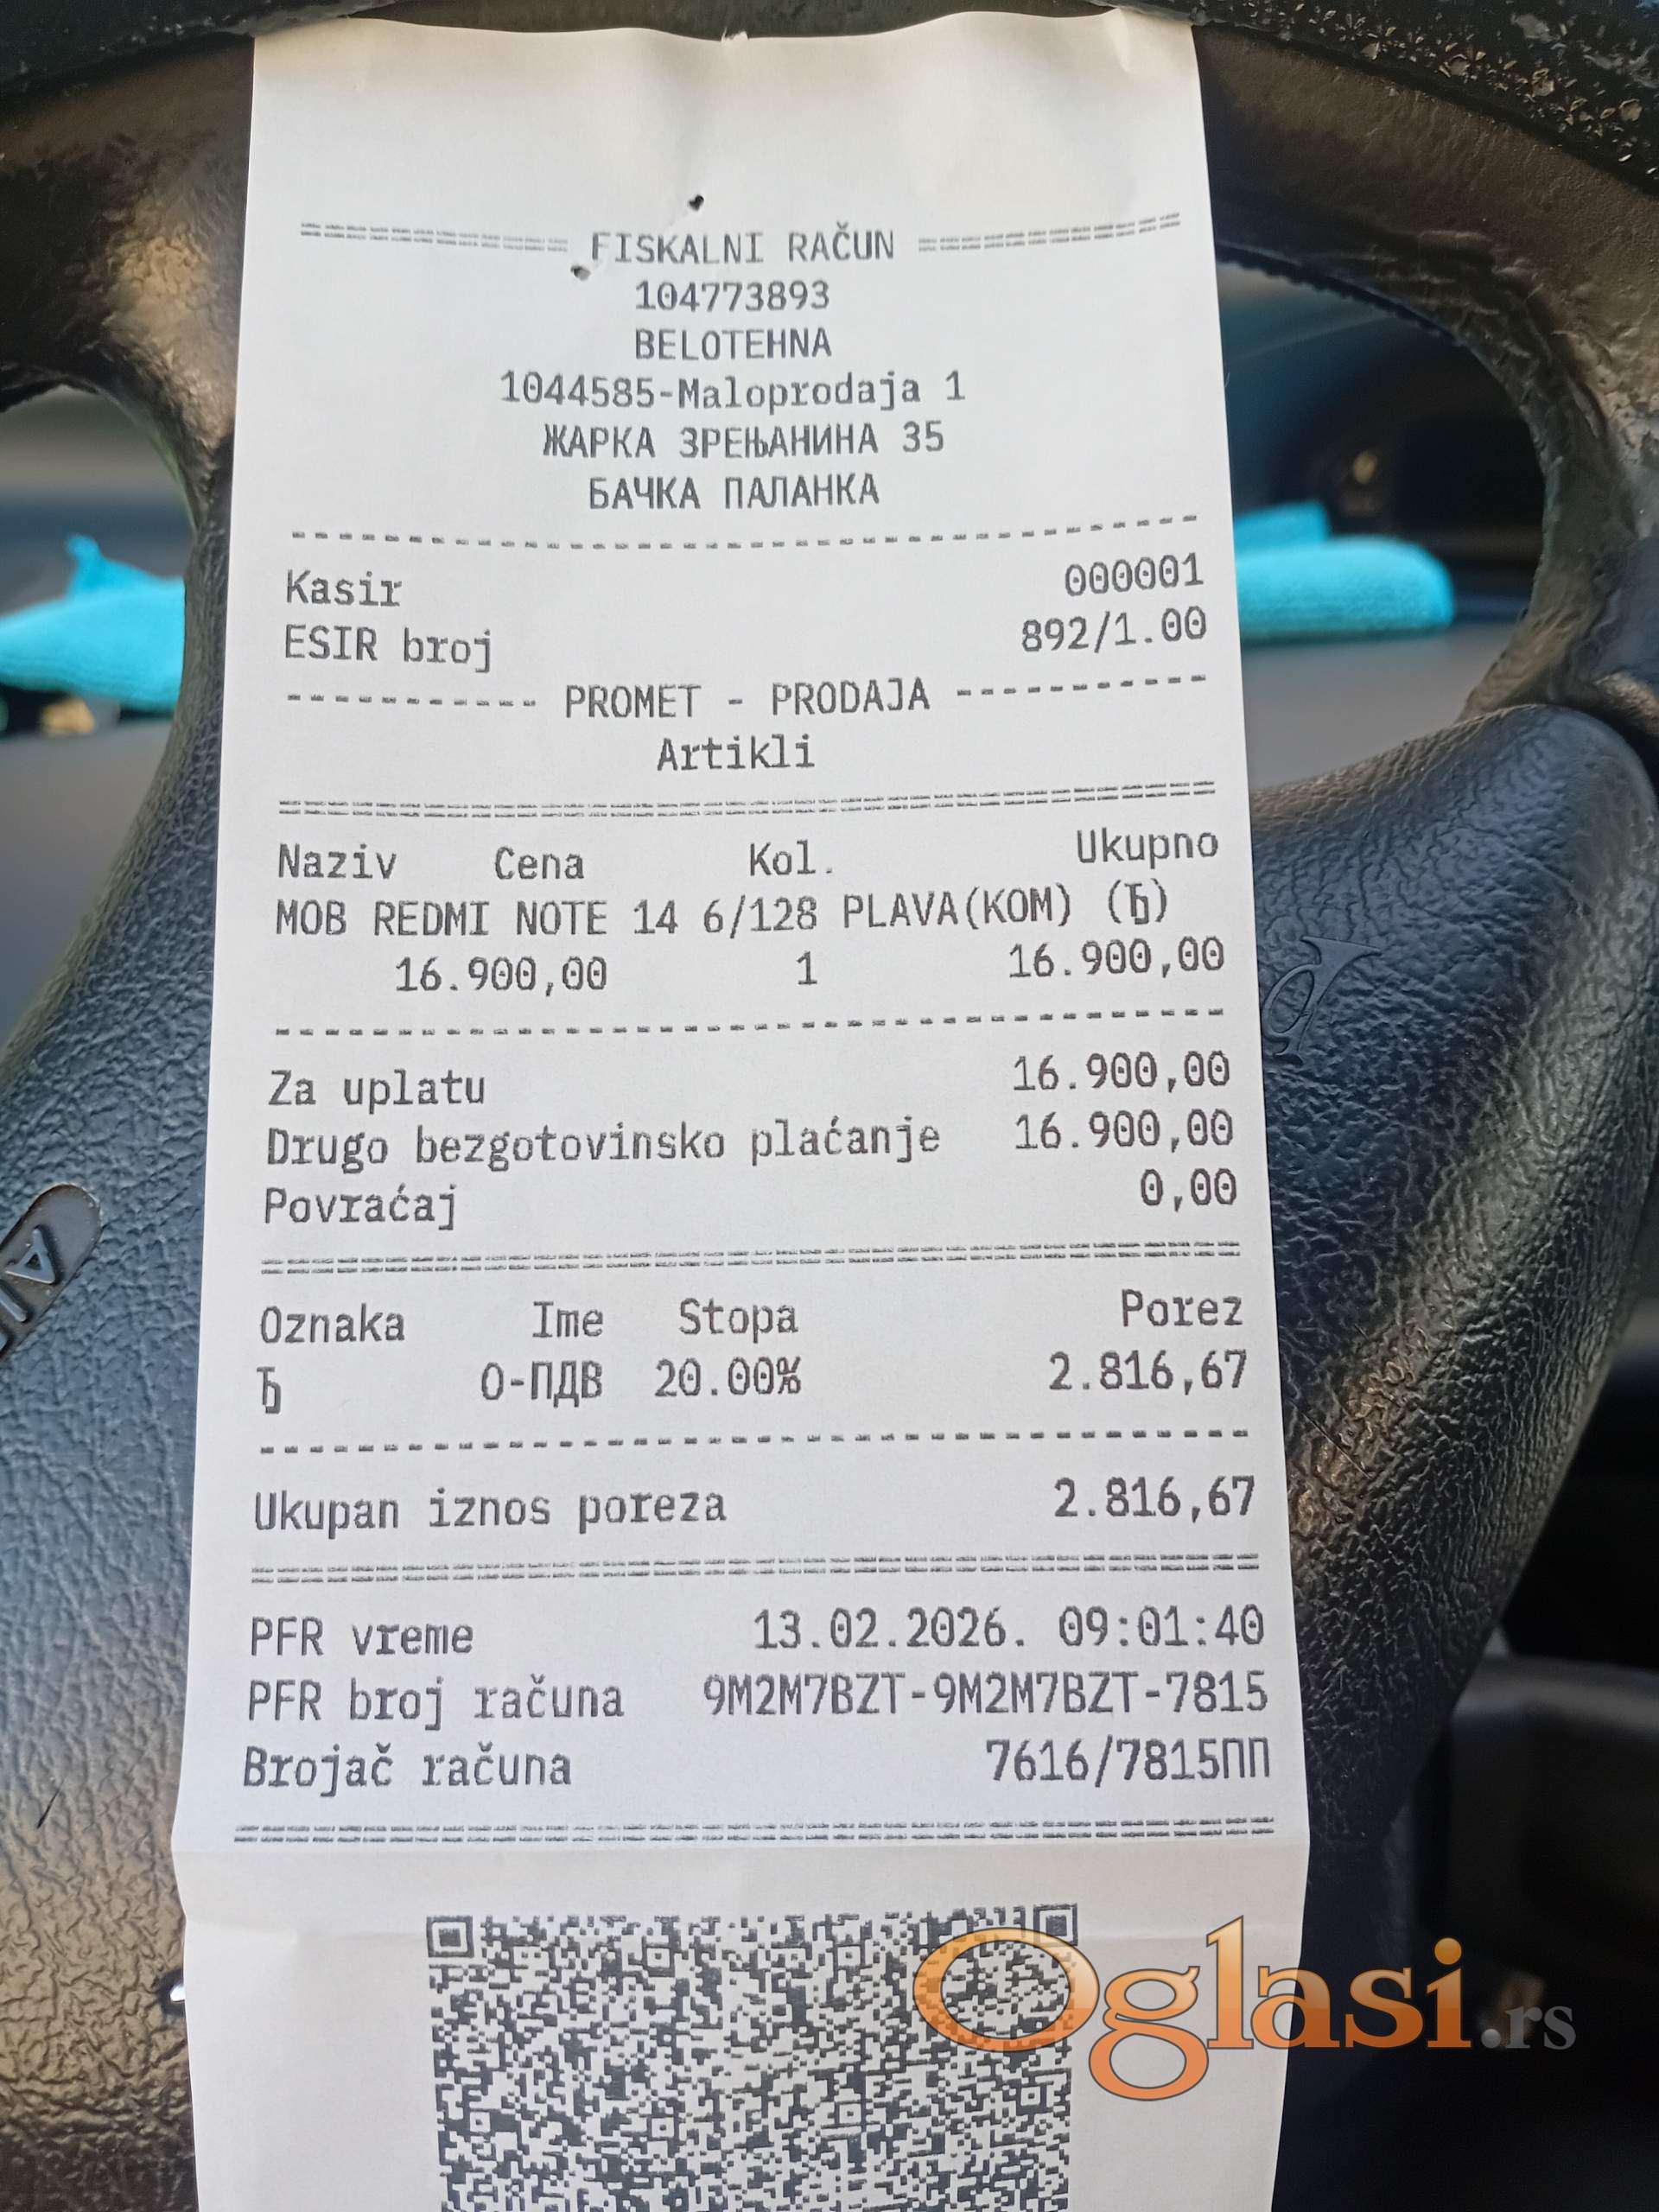 FISKALNI RAČUN
104773893
BELOTEHNA
1044585-Maloprodaja 1
ЖАРКА ЗРЕЊАНИНА 35
БАЧКА ПАЛАНКА
Kasir 000001
ESIR broj 892/1.00
PROMET - PRODAJA
Artikli
Naziv Cena Kol. Ukupno
MOB REDMI NOTE 14 6/128 PLAVA(KOM) (Ђ)
16.900,00 1 16.900,00
Za uplatu 16.900,00
Drugo bezgotovinsko plaćanje 16.900,00
Povraćaj 0,00
Oznaka Ime Stopa Porez
Ђ О-ПДВ 20.00% 2.816,67
Ukupan iznos poreza 2.816,67
PFR vreme 13.02.2026. 09:01:40
PFR broj računa 9M2M7BZT-9M2M7BZT-7815
Brojač računa 7616/7815ПП
Oglasi.rs